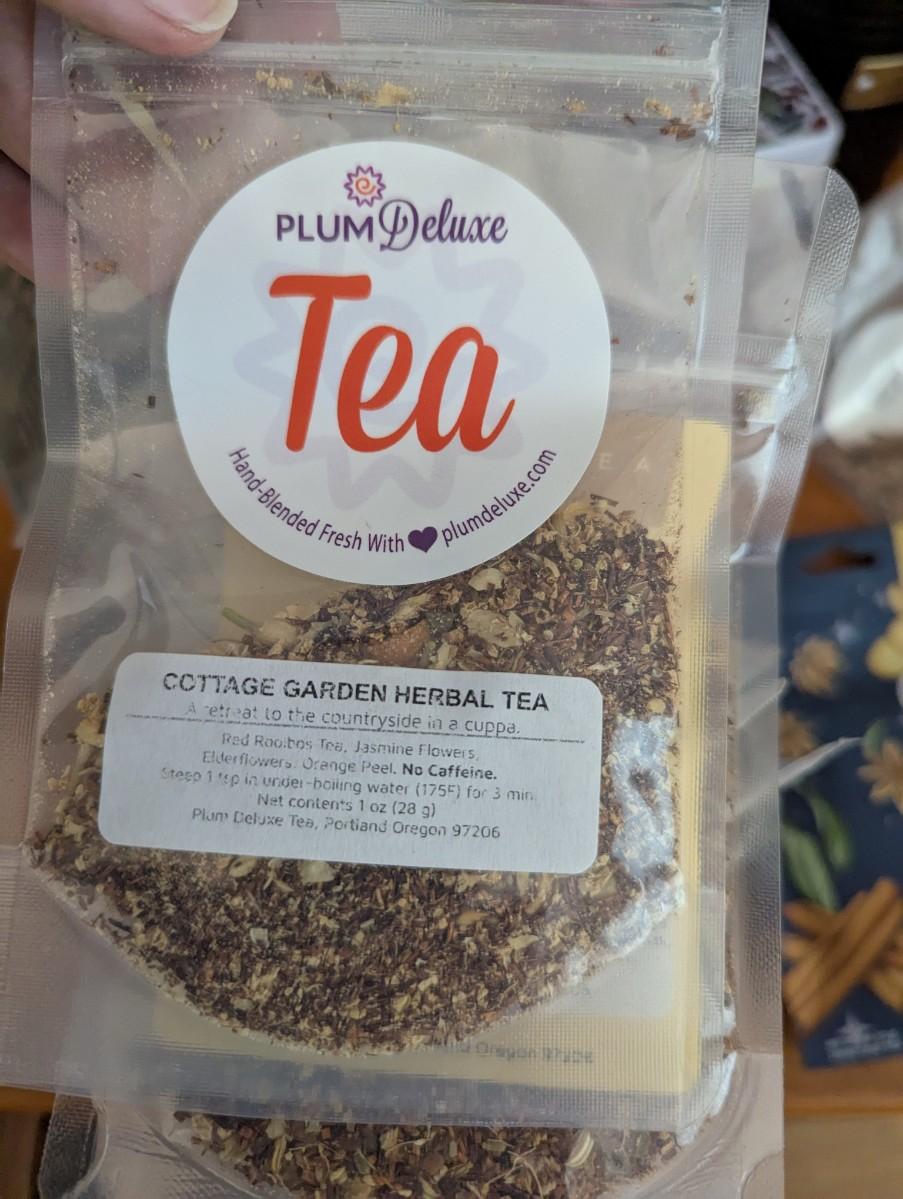 PLUM Deluxe
Tea
Hand-Blended Fresh With plumdeluxe.com
E A
COTTAGE GARDEN HERBAL TEA
A retreat to the countryside in a cuppa.
Red Rooibos Tea, Jasmine Flowers,
Elderflowers, Orange Peel. No Caffeine.
Steep 1 tsp in under-boiling water (175F) for 3 min.
Net contents 1 oz (28 g)
Plum Deluxe Tea, Portland Oregon 97206
Oregon 97206